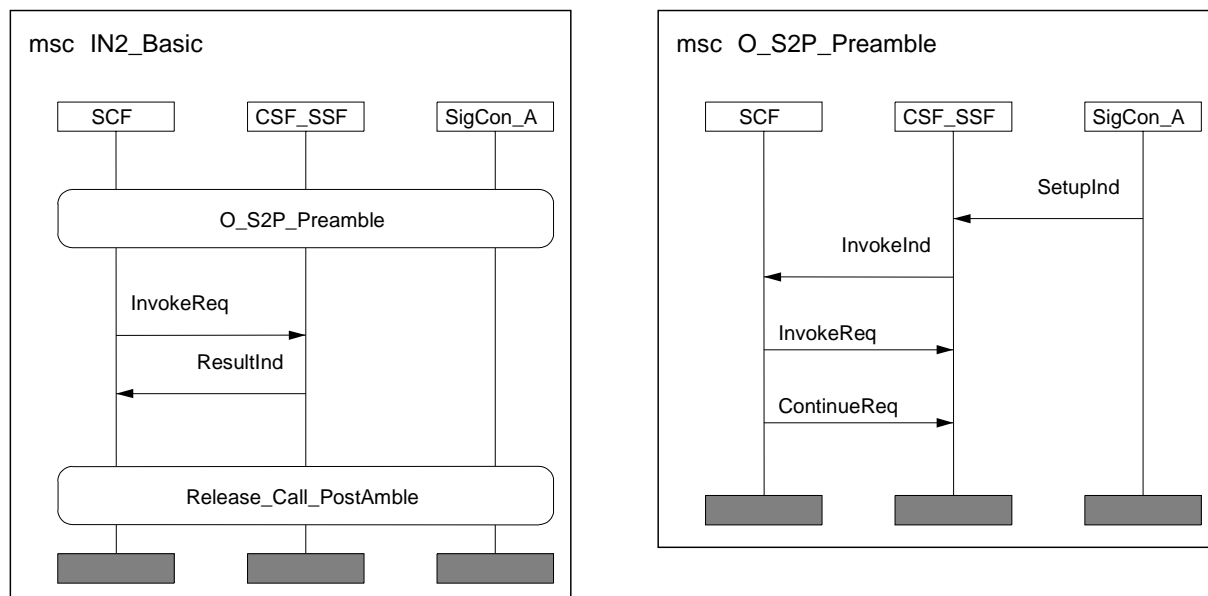 msc IN2_Basic
SCF
CSF_SSF
SigCon_A
O_S2P_Preamble
InvokeReq
ResultInd
Release_Call_PostAmble
msc O_S2P_Preamble
SCF
CSF_SSF
SigCon_A
SetupInd
InvokeInd
InvokeReq
ContinueReq